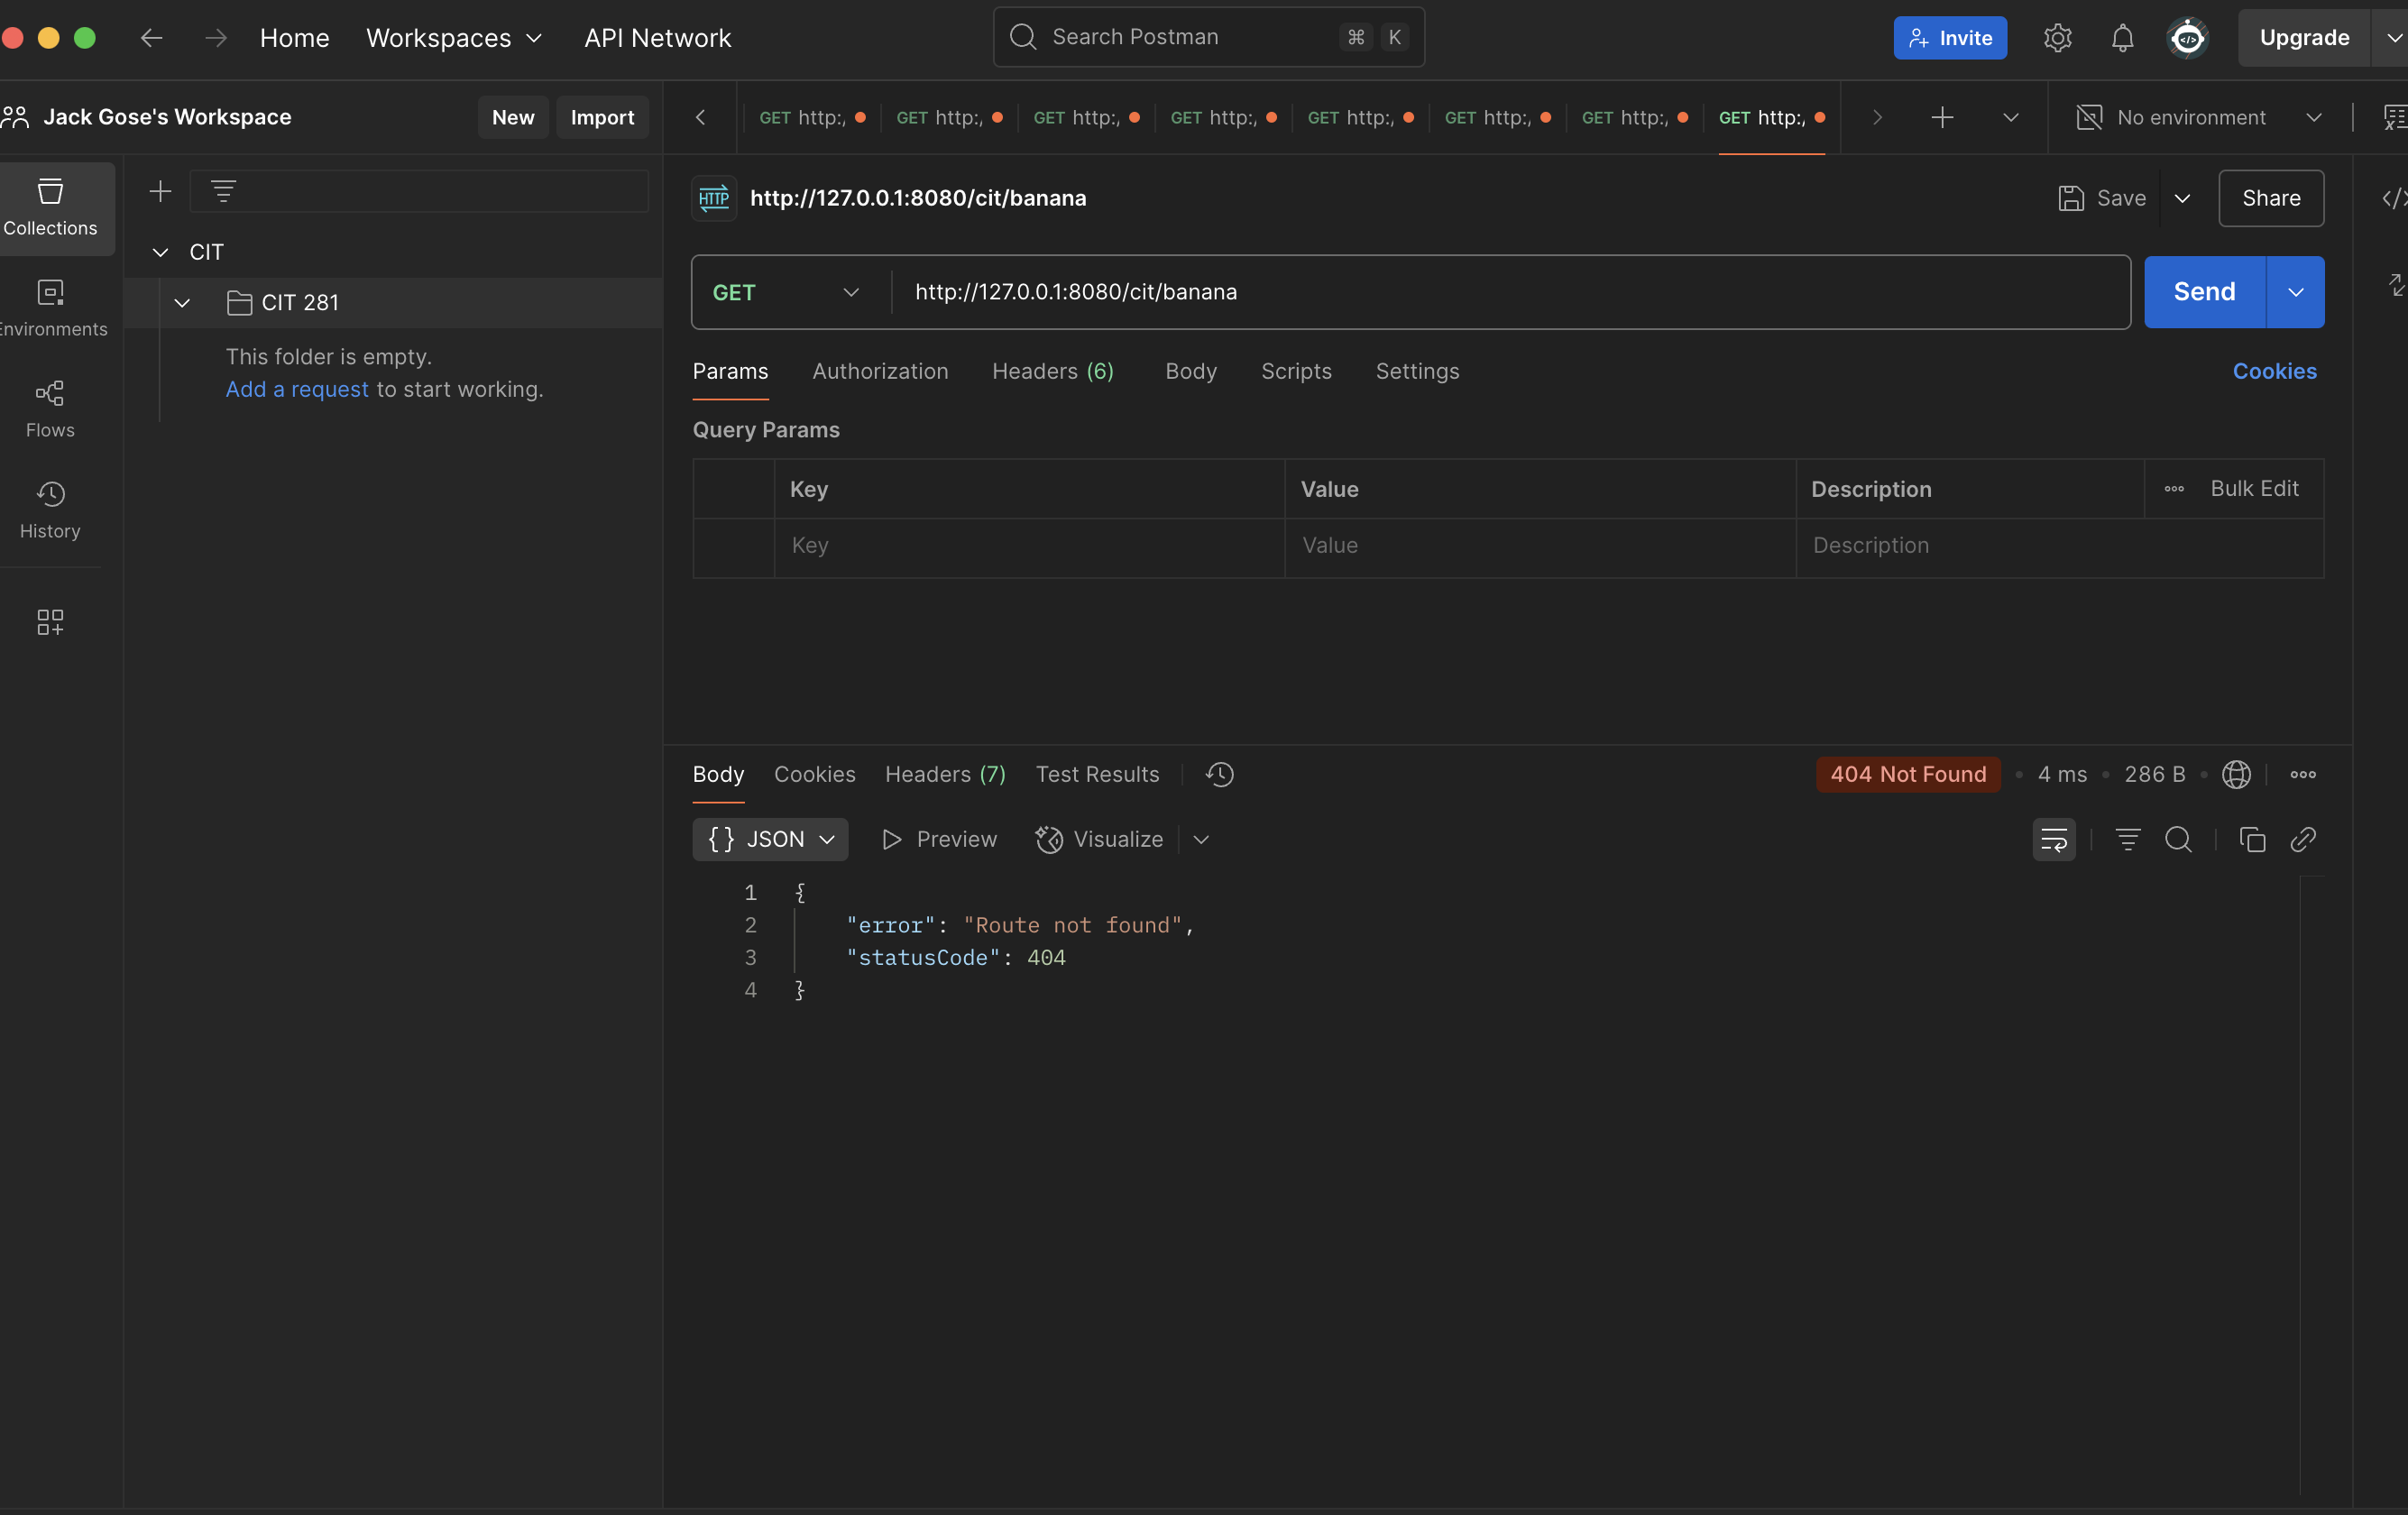 Home
Workspaces
API Network
Search Postman
⌘ K
Invite
Upgrade
Jack Gose's Workspace
New
Import
GET http:,
GET http:,
GET http:,
GET http:,
GET http:,
GET http:,
GET http:,
GET http:,
No environment
Collections
Environments
Flows
History
CIT
CIT 281
This folder is empty.
Add a request to start working.
HTTP
http://127.0.0.1:8080/cit/banana
Save
Share
GET
http://127.0.0.1:8080/cit/banana
Send
Params
Authorization
Headers (6)
Body
Scripts
Settings
Cookies
Query Params
Key
Value
Description
Bulk Edit
Key
Value
Description
Body
Cookies
Headers (7)
Test Results
404 Not Found
4 ms
286 B
{ } JSON
Preview
Visualize
1 {
2 "error": "Route not found",
3 "statusCode": 404
4 }